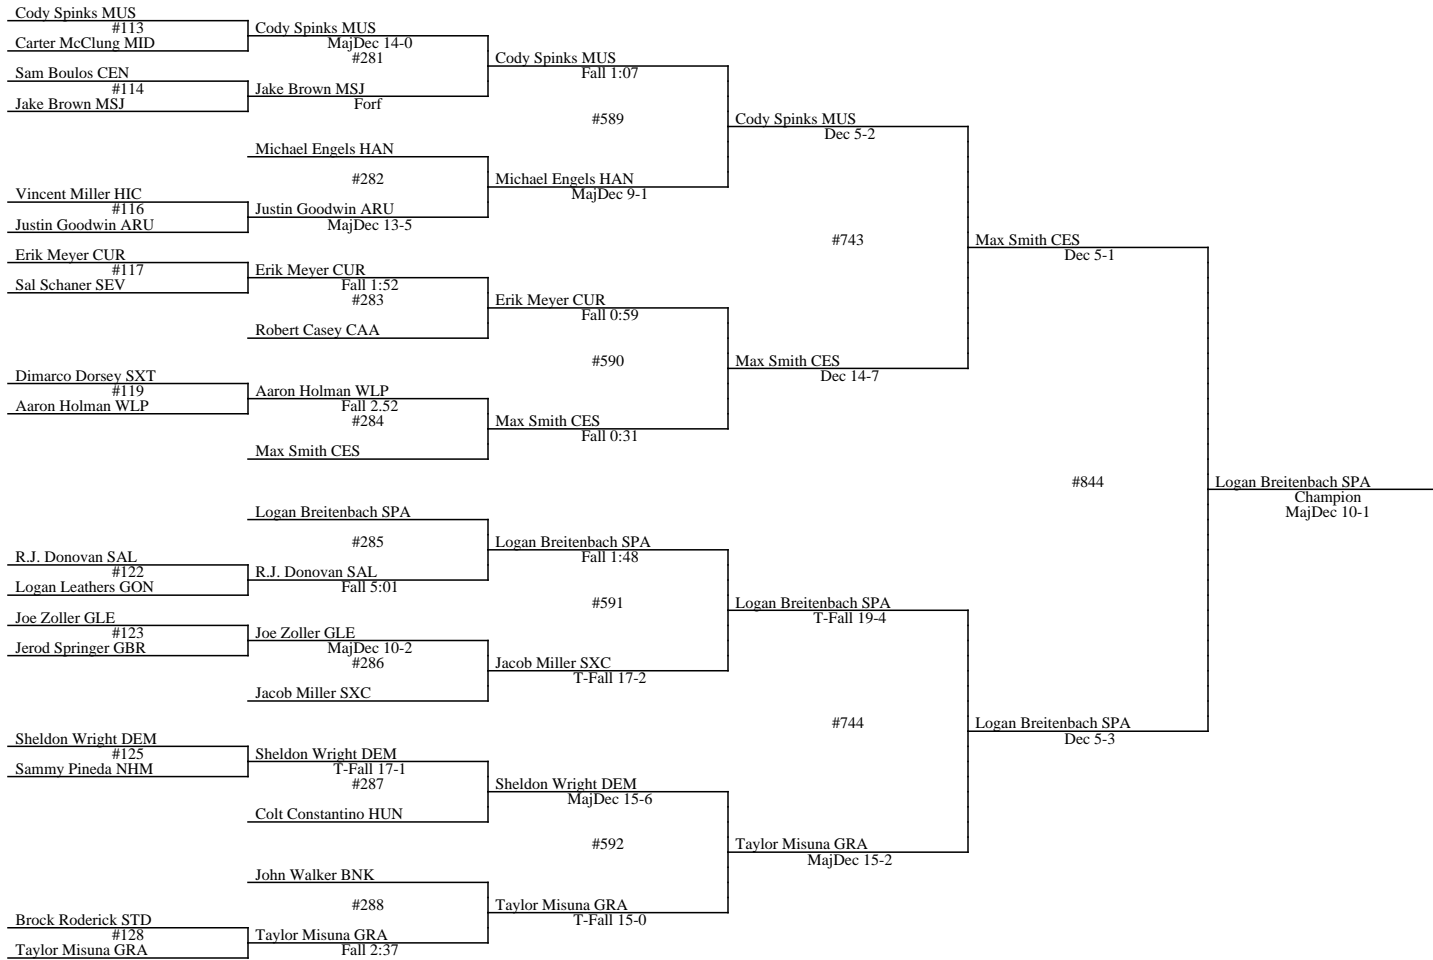 Cody Spinks MUS
#113
Carter McClung MID
Sam Boulos CEN
#114
Jake Brown MSJ
Vincent Miller HIC
#116
Justin Goodwin ARU
Erik Meyer CUR
#117
Sal Schaner SEV
Dimarco Dorsey SXT
#119
Aaron Holman WLP
R.J. Donovan SAL
#122
Logan Leathers GON
Joe Zoller GLE
#123
Jerod Springer GBR
Sheldon Wright DEM
#125
Sammy Pineda NHM
Brock Roderick STD
#128
Taylor Misuna GRA
Cody Spinks MUS
MajDec 14-0
#281
Jake Brown MSJ
Forf
Michael Engels HAN
#282
Justin Goodwin ARU
MajDec 13-5
Erik Meyer CUR
Fall 1:52
#283
Robert Casey CAA
Aaron Holman WLP
Fall 2.52
#284
Max Smith CES
Logan Breitenbach SPA
#285
R.J. Donovan SAL
Fall 5:01
Joe Zoller GLE
MajDec 10-2
#286
Jacob Miller SXC
Sheldon Wright DEM
T-Fall 17-1
#287
Colt Constantino HUN
John Walker BNK
#288
Taylor Misuna GRA
Fall 2:37
Cody Spinks MUS
Fall 1:07
#589
Michael Engels HAN
MajDec 9-1
Erik Meyer CUR
Fall 0:59
#590
Max Smith CES
Fall 0:31
Logan Breitenbach SPA
Fall 1:48
#591
Jacob Miller SXC
T-Fall 17-2
Sheldon Wright DEM
MajDec 15-6
#592
Taylor Misuna GRA
T-Fall 15-0
Cody Spinks MUS
Dec 5-2
#743
Max Smith CES
Dec 14-7
Logan Breitenbach SPA
T-Fall 19-4
#744
Taylor Misuna GRA
MajDec 15-2
Max Smith CES
Dec 5-1
#844
Logan Breitenbach SPA
Dec 5-3
Logan Breitenbach SPA
Champion
MajDec 10-1